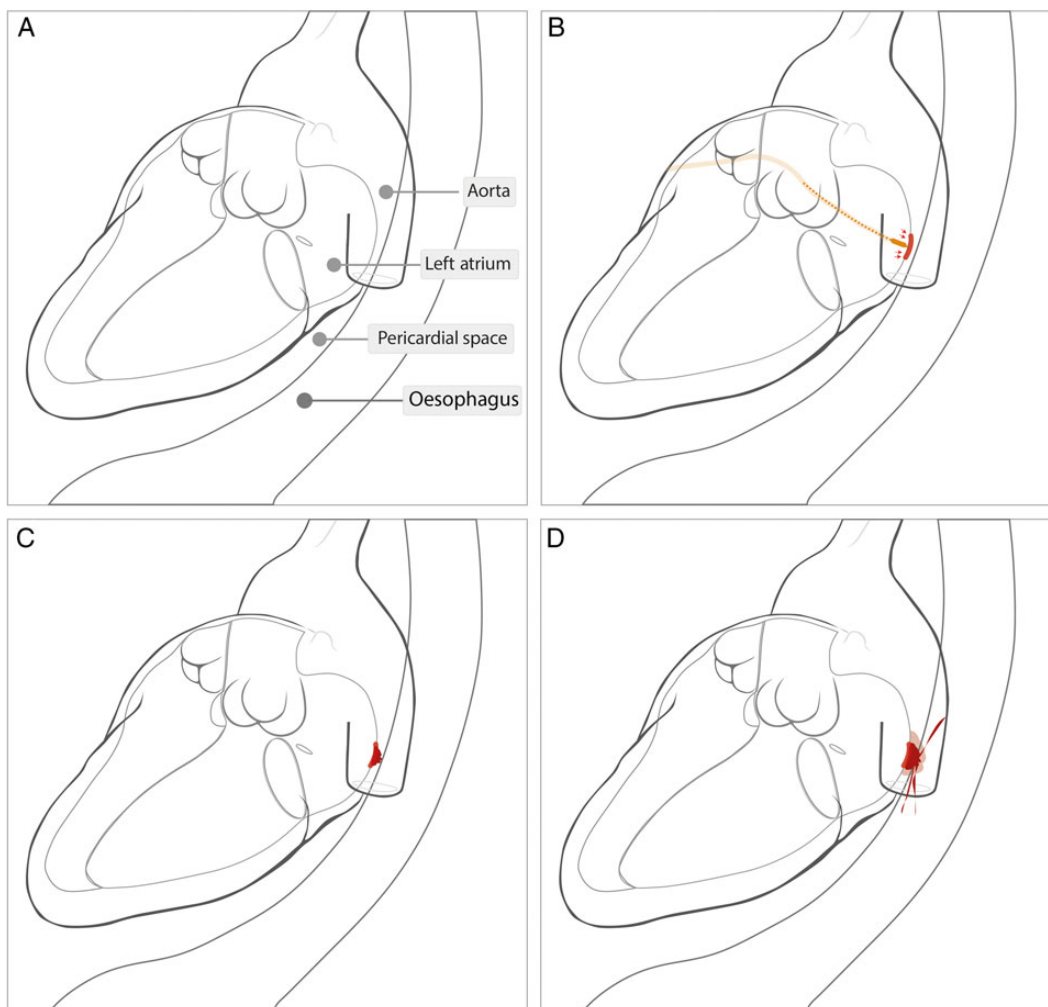 A
B
Aorta
Left atrium
Pericardial space
Oesophagus
C
D